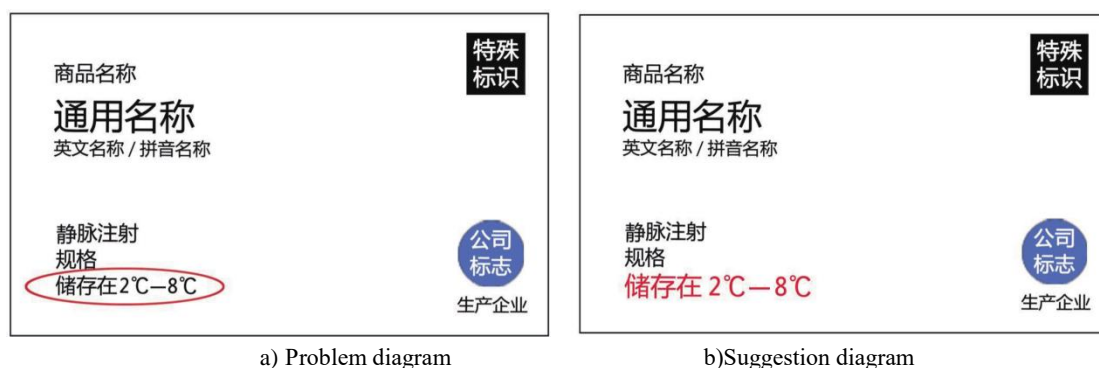 特殊
标识
商品名称
通用名称
英文名称 / 拼音名称
静脉注射
规格
储存在2℃—8℃
公司
标志
生产企业
特殊
标识
商品名称
通用名称
英文名称 / 拼音名称
静脉注射
规格
储存在 2℃—8℃
公司
标志
生产企业
a) Problem diagram
b)Suggestion diagram